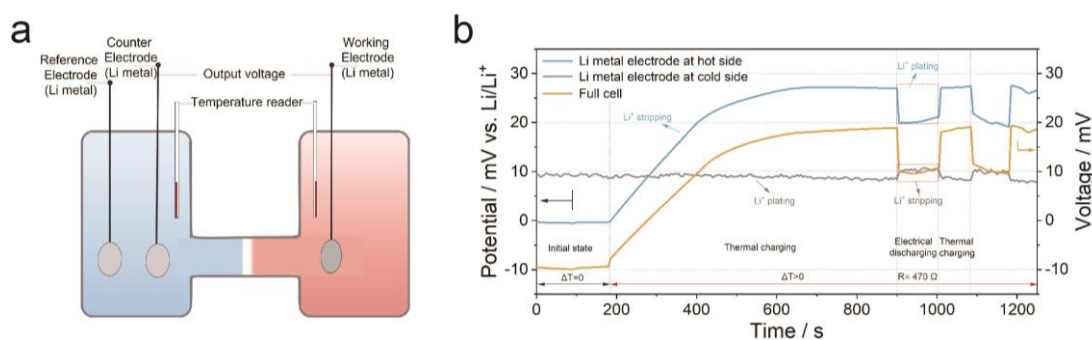 a
Reference
Electrode
(Li metal)
Counter
Electrode
(Li metal)
Output voltage
Temperature reader
Working
Electrode
(Li metal)
b
Potential / mV vs. Li/Li⁺
30
20
10
0
-10
Li metal electrode at hot side
Li metal electrode at cold side
Full cell
Li⁺ plating
Li⁺ stripping
Li⁺ plating
Li⁺ stripping
Initial state
Thermal charging
Electrical
discharging
Thermal
charging
ΔT=0
ΔT>0
R= 470 Ω
30
20
10
0
-10
Voltage / mV
0
200
400
600
800
1000
1200
Time / s